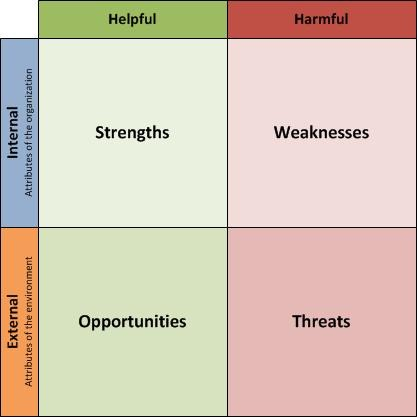 Helpful
Harmful
Internal
Attributes of the organization
Strengths
Weaknesses
External
Attributes of the environment
Opportunities
Threats